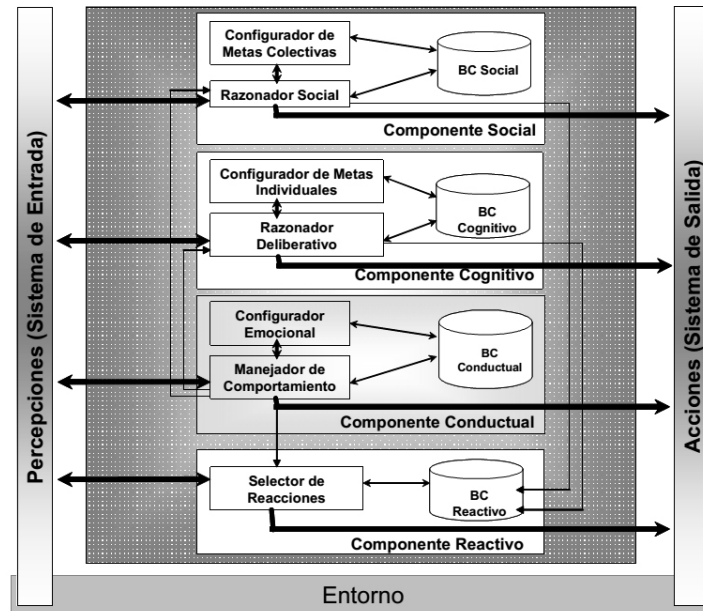 Percepciones (Sistema de Entrada)
Configurador de
Metas Colectivas
BC Social
Razonador Social
Componente Social
Configurador de Metas
Individuales
BC
Cognitivo
Razonador
Deliberativo
Componente Cognitivo
Configurador
Emocional
BC
Conductual
Manejador de
Comportamiento
Componente Conductual
Selector de
Reacciones
BC
Reactivo
Componente Reactivo
Acciones (Sistema de Salida)
Entorno